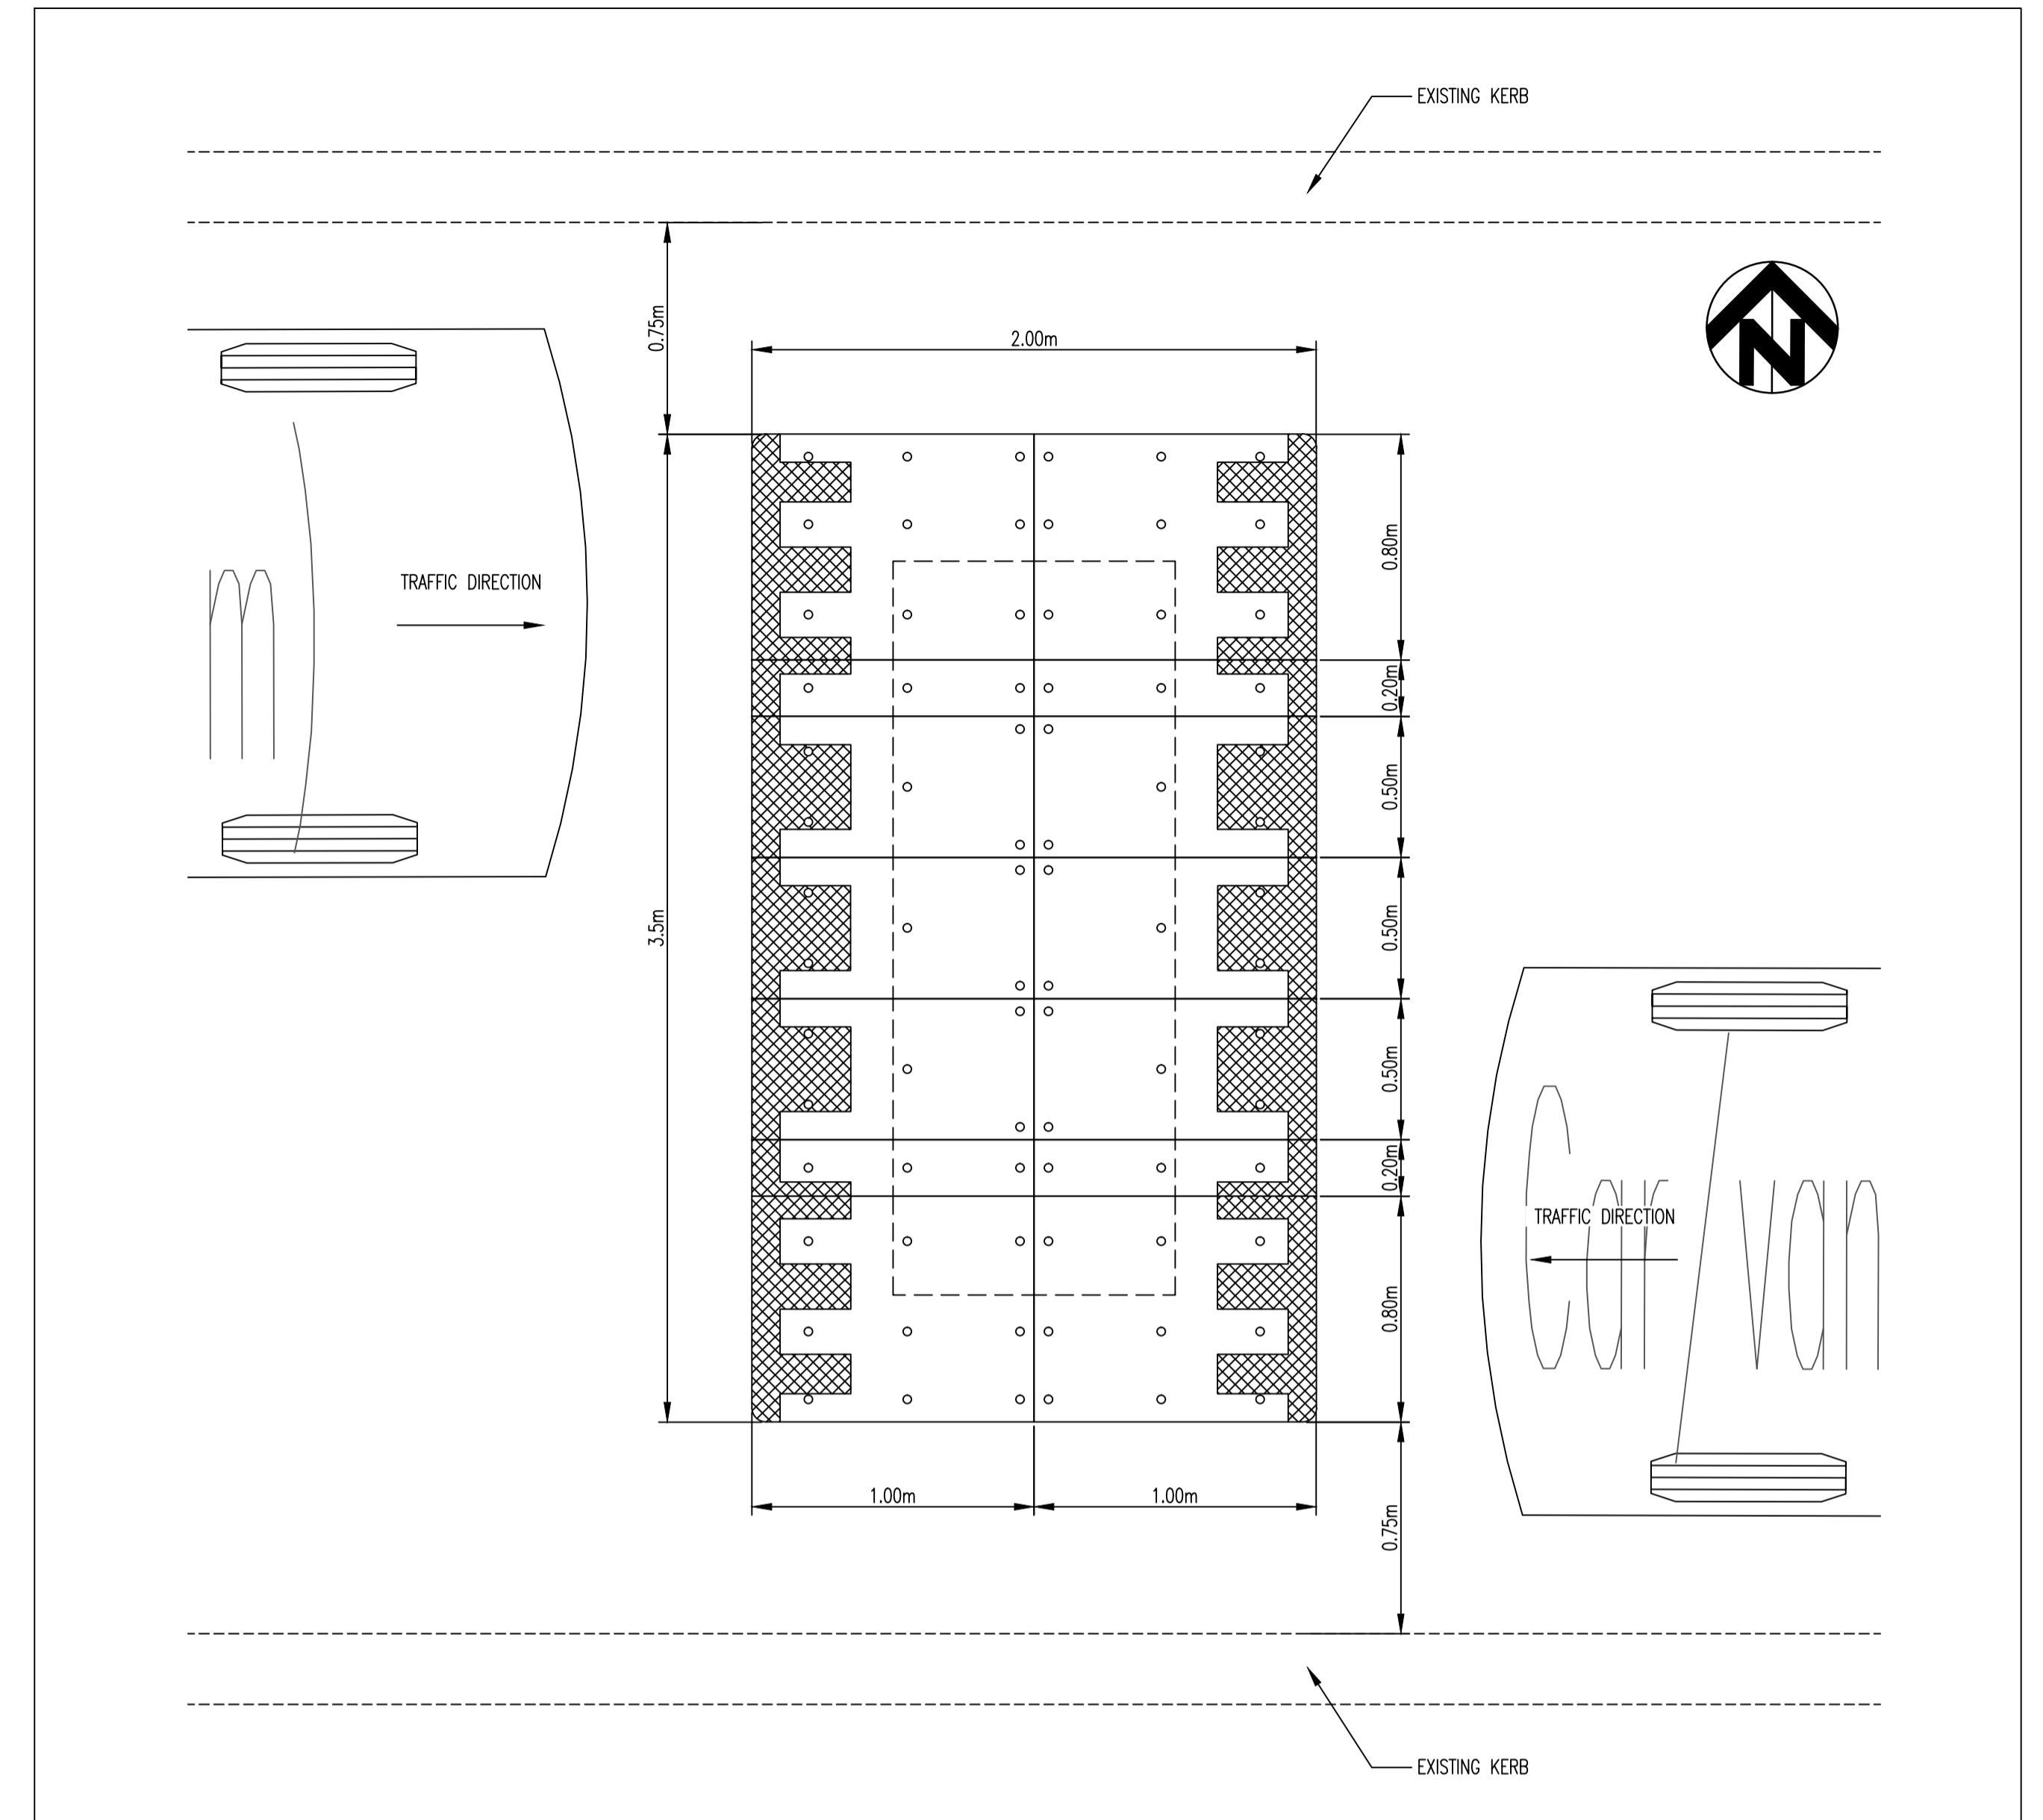 EXISTING KERB
N
0.75m
2.00m
TRAFFIC DIRECTION
0.80m
0.20m
0.50m
3.5m
0.50m
0.50m
0.20m
TRAFFIC DIRECTION
Car van
0.80m
1.00m
1.00m
0.75m
EXISTING KERB